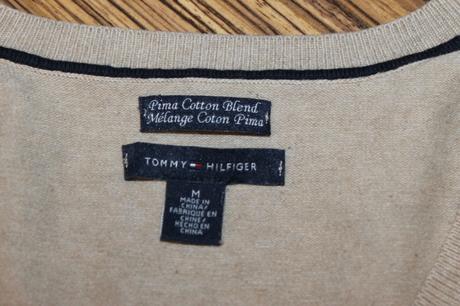 Pima Cotton Blend
Mélange Coton Pima
TOMMY HILFIGER
M
MADE IN
CHINA/
FABRIQUÉ EN
CHINE/
HECHO EN
CHINA